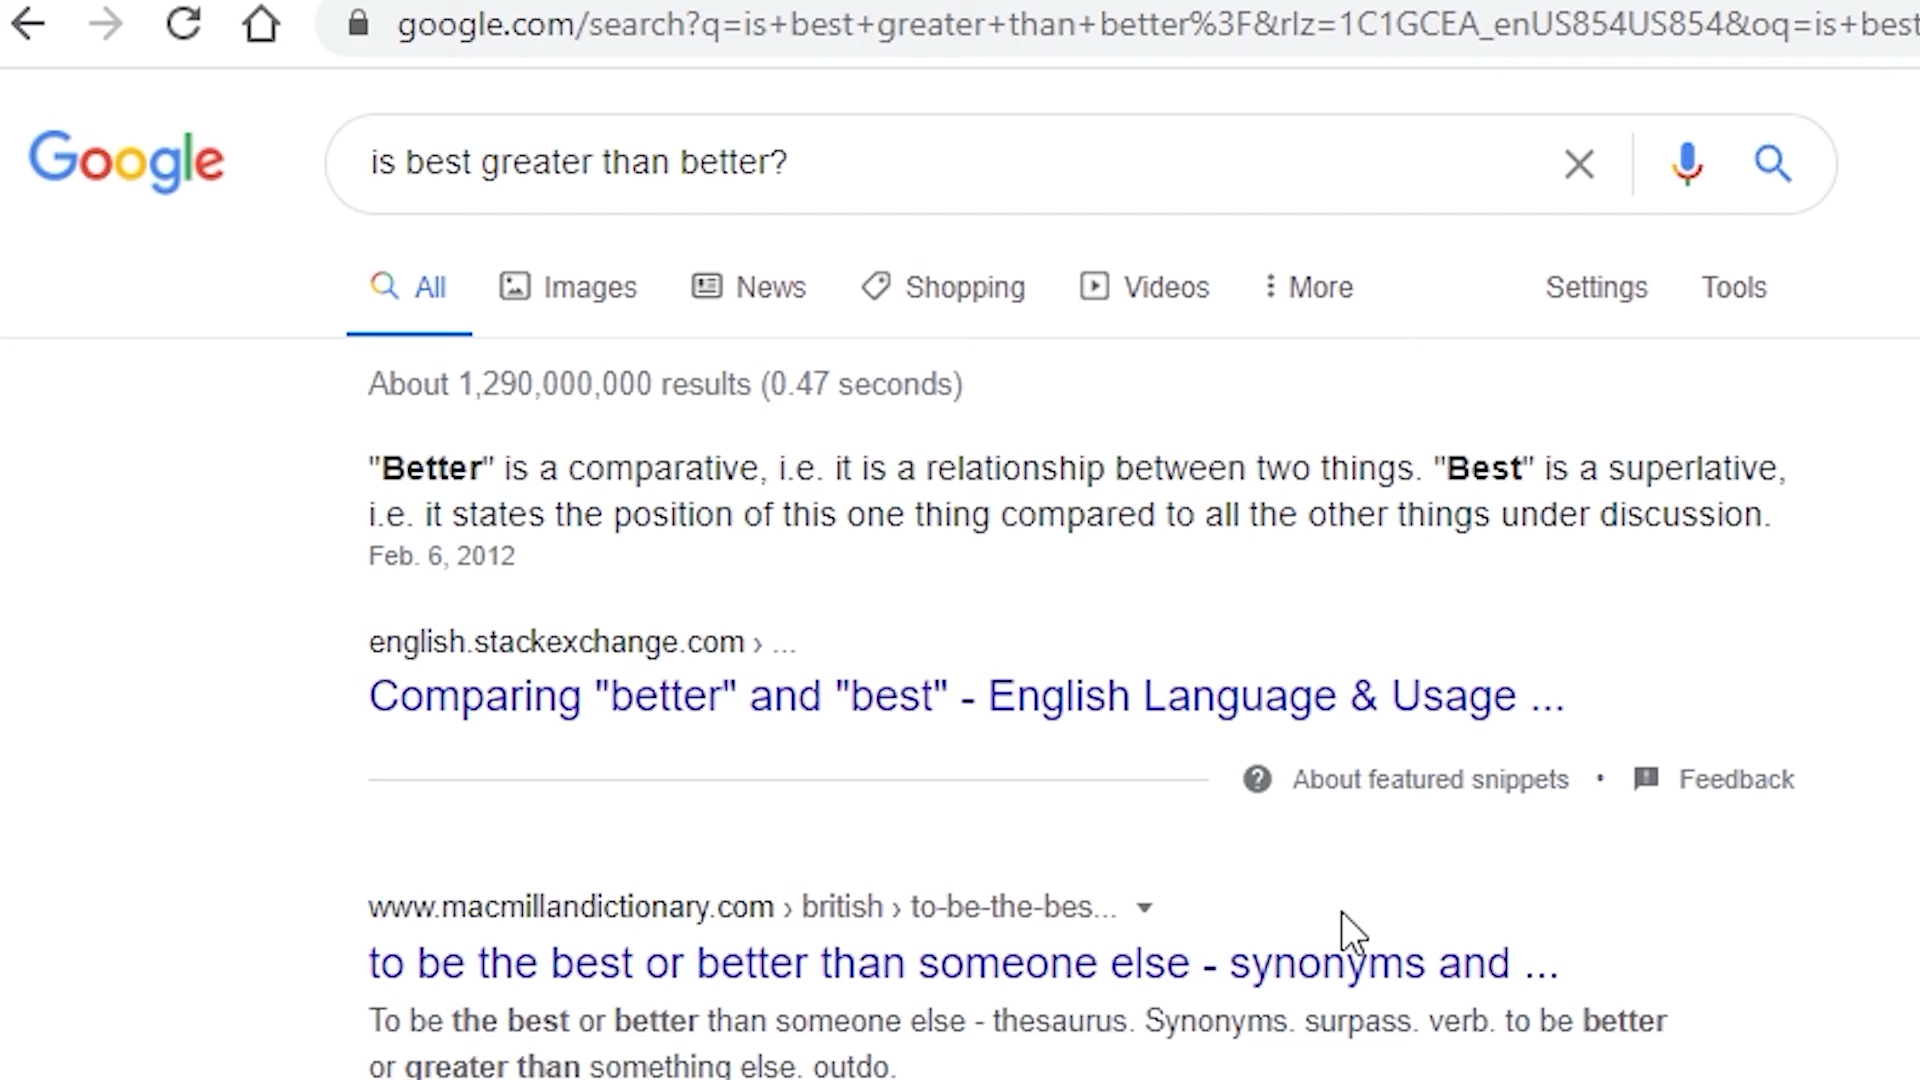 google.com/search?q=is+best+greater+than+better%3F&rlz=1C1GCEA_enUS854US854&oq=is+best
Google
is best greater than better?
All Images News Shopping Videos More Settings Tools
About 1,290,000,000 results (0.47 seconds)
"Better" is a comparative, i.e. it is a relationship between two things. "Best" is a superlative,
i.e. it states the position of this one thing compared to all the other things under discussion.
Feb. 6, 2012
english.stackexchange.com › ...
Comparing "better" and "best" - English Language & Usage ...
About featured snippets • Feedback
www.macmillandictionary.com › british › to-be-the-bes...
to be the best or better than someone else - synonyms and ...
To be the best or better than someone else - thesaurus. Synonyms. surpass. verb. to be better
or greater than something else. outdo.